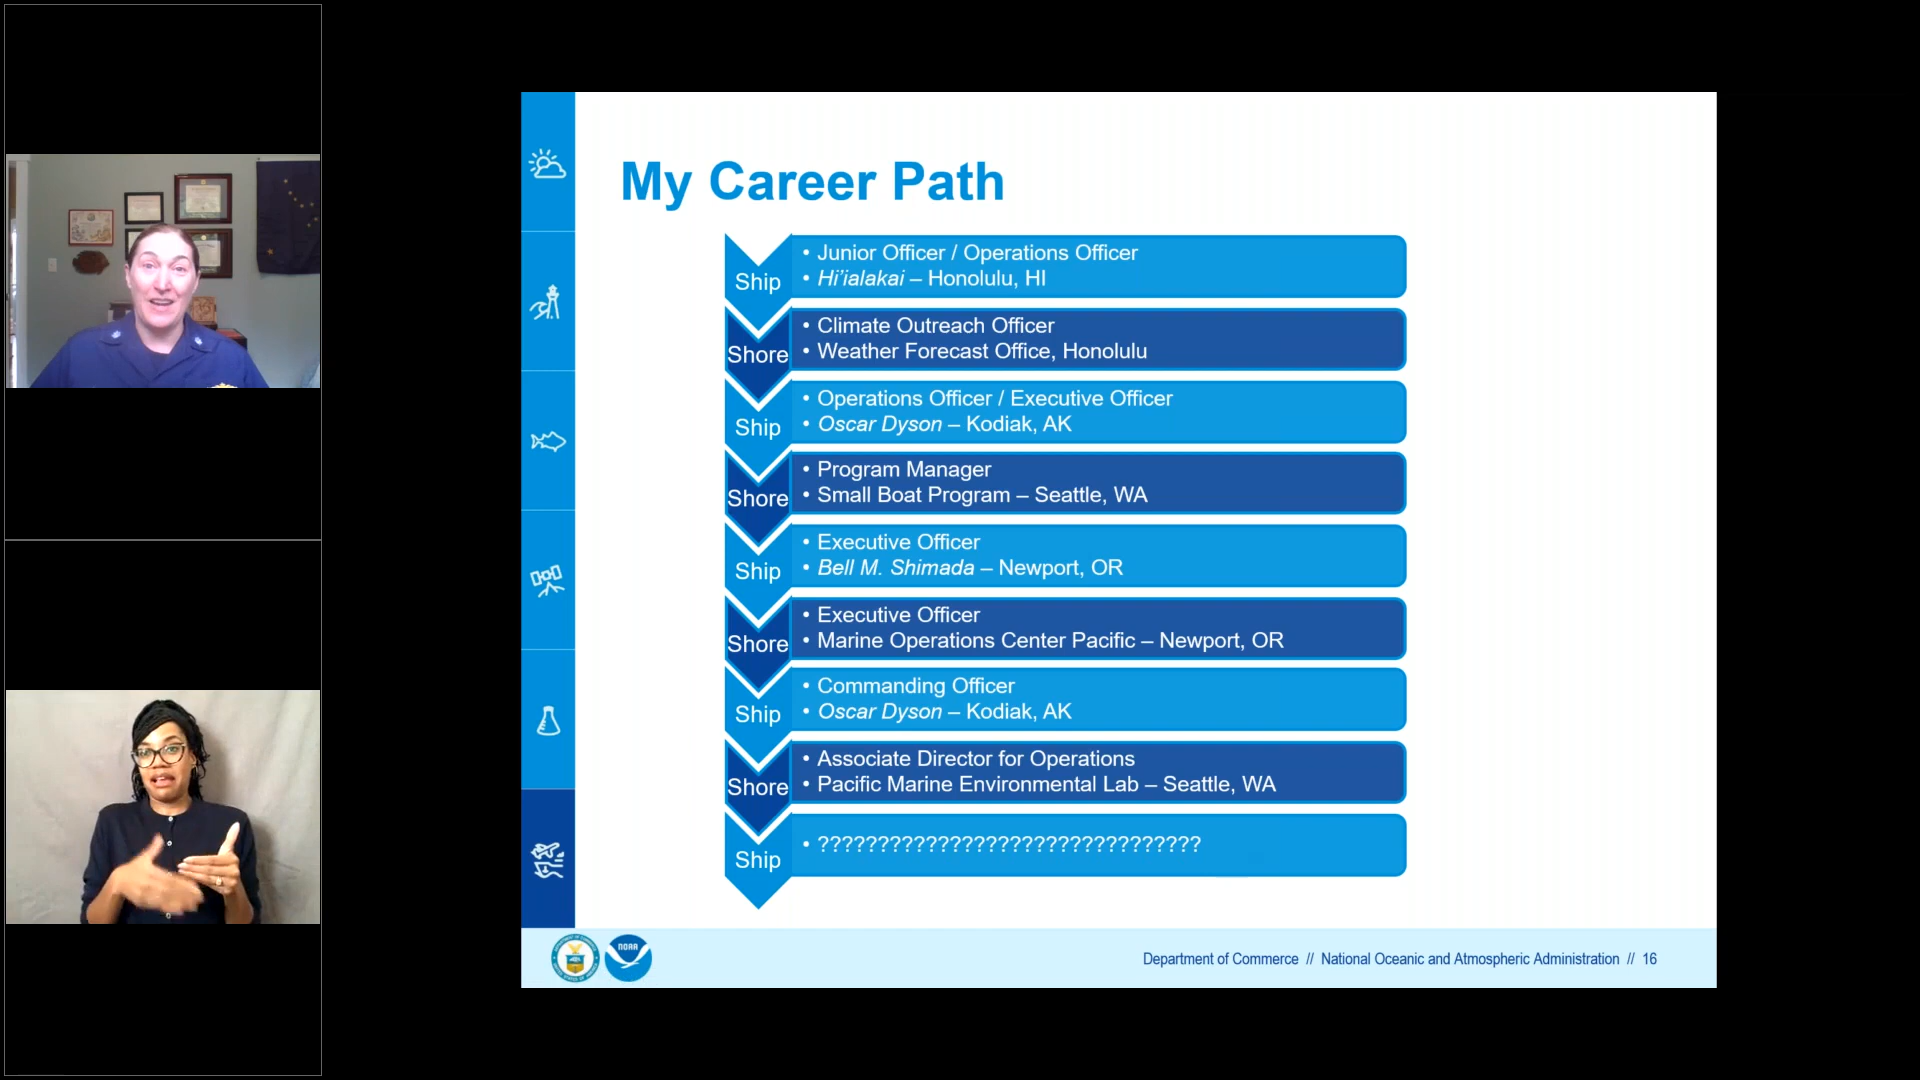 My Career Path
Ship
• Junior Officer / Operations Officer
• Hi'ialakai – Honolulu, HI
Shore
• Climate Outreach Officer
• Weather Forecast Office, Honolulu
Ship
• Operations Officer / Executive Officer
• Oscar Dyson – Kodiak, AK
Shore
• Program Manager
• Small Boat Program – Seattle, WA
Ship
• Executive Officer
• Bell M. Shimada – Newport, OR
Shore
• Executive Officer
• Marine Operations Center Pacific – Newport, OR
Ship
• Commanding Officer
• Oscar Dyson – Kodiak, AK
Shore
• Associate Director for Operations
• Pacific Marine Environmental Lab – Seattle, WA
Ship
• ????????????????????????????????
NOAA
Department of Commerce // National Oceanic and Atmospheric Administration // 16